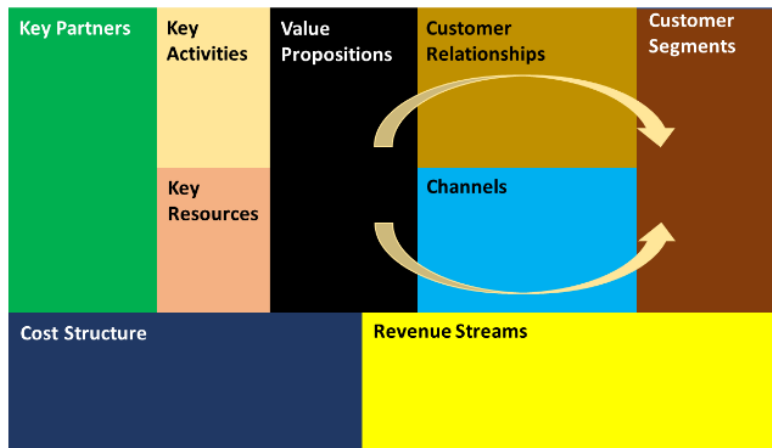 Key Partners
Key
Activities
Value
Propositions
Customer
Relationships
Customer
Segments
Key
Resources
Channels
Cost Structure
Revenue Streams